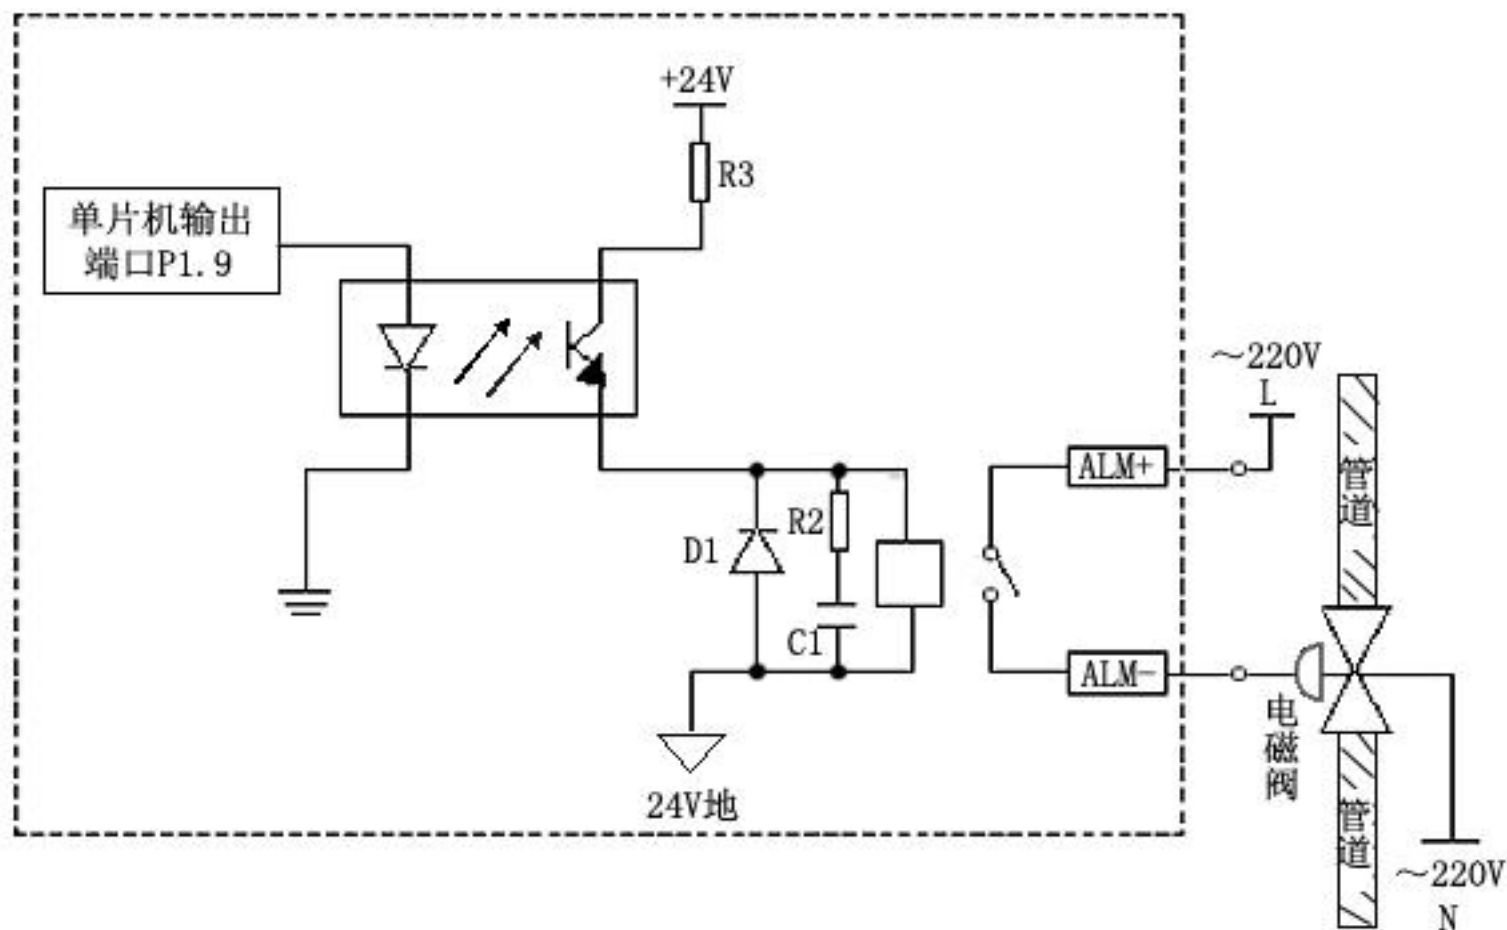 +24V
R3
单片机输出
端口P1.9
～220V
L
ALM+
管道
R2
D1
C1
ALM-
电磁阀
24V地
管道
～220V
N